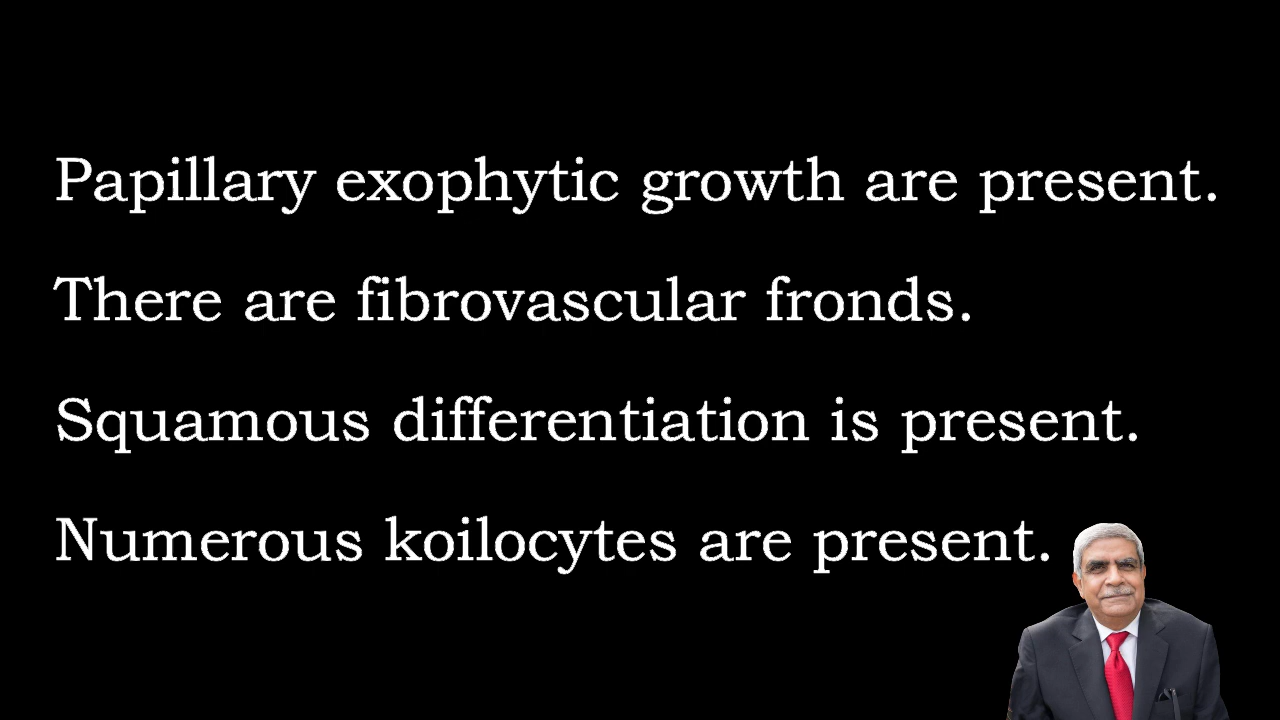 Papillary exophytic growth are present.
There are fibrovascular fronds.
Squamous differentiation is present.
Numerous koilocytes are present.